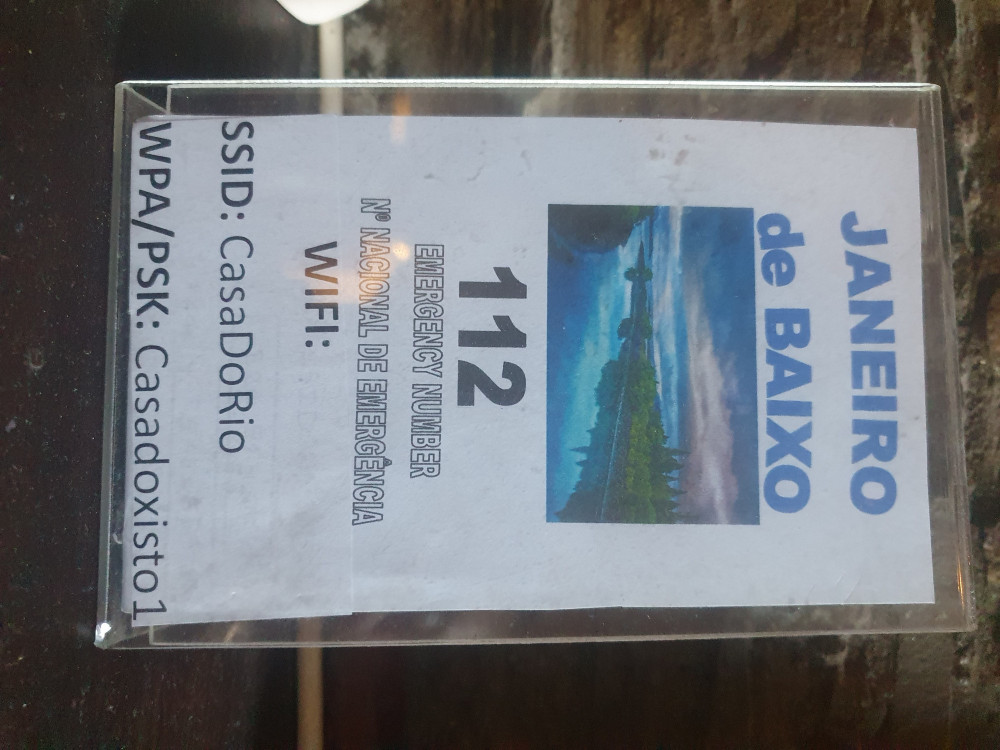 JANEIRO
de BAIXO
112
EMERGENCY NUMBER
Nº NACIONAL DE EMERGÊNCIA
WIFI:
SSID: CasaDoRio
WPA/PSK: Casadoxisto1